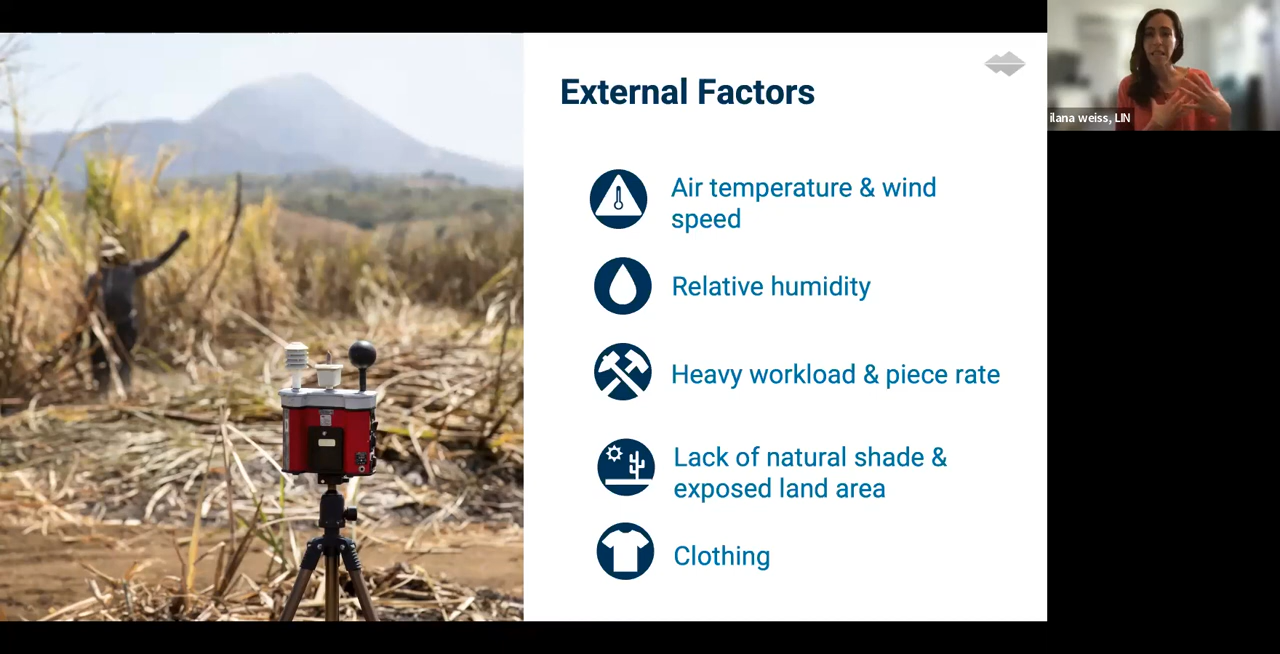 External Factors
Air temperature & wind
speed
Relative humidity
Heavy workload & piece rate
Lack of natural shade &
exposed land area
Clothing
ilana weiss, LIN